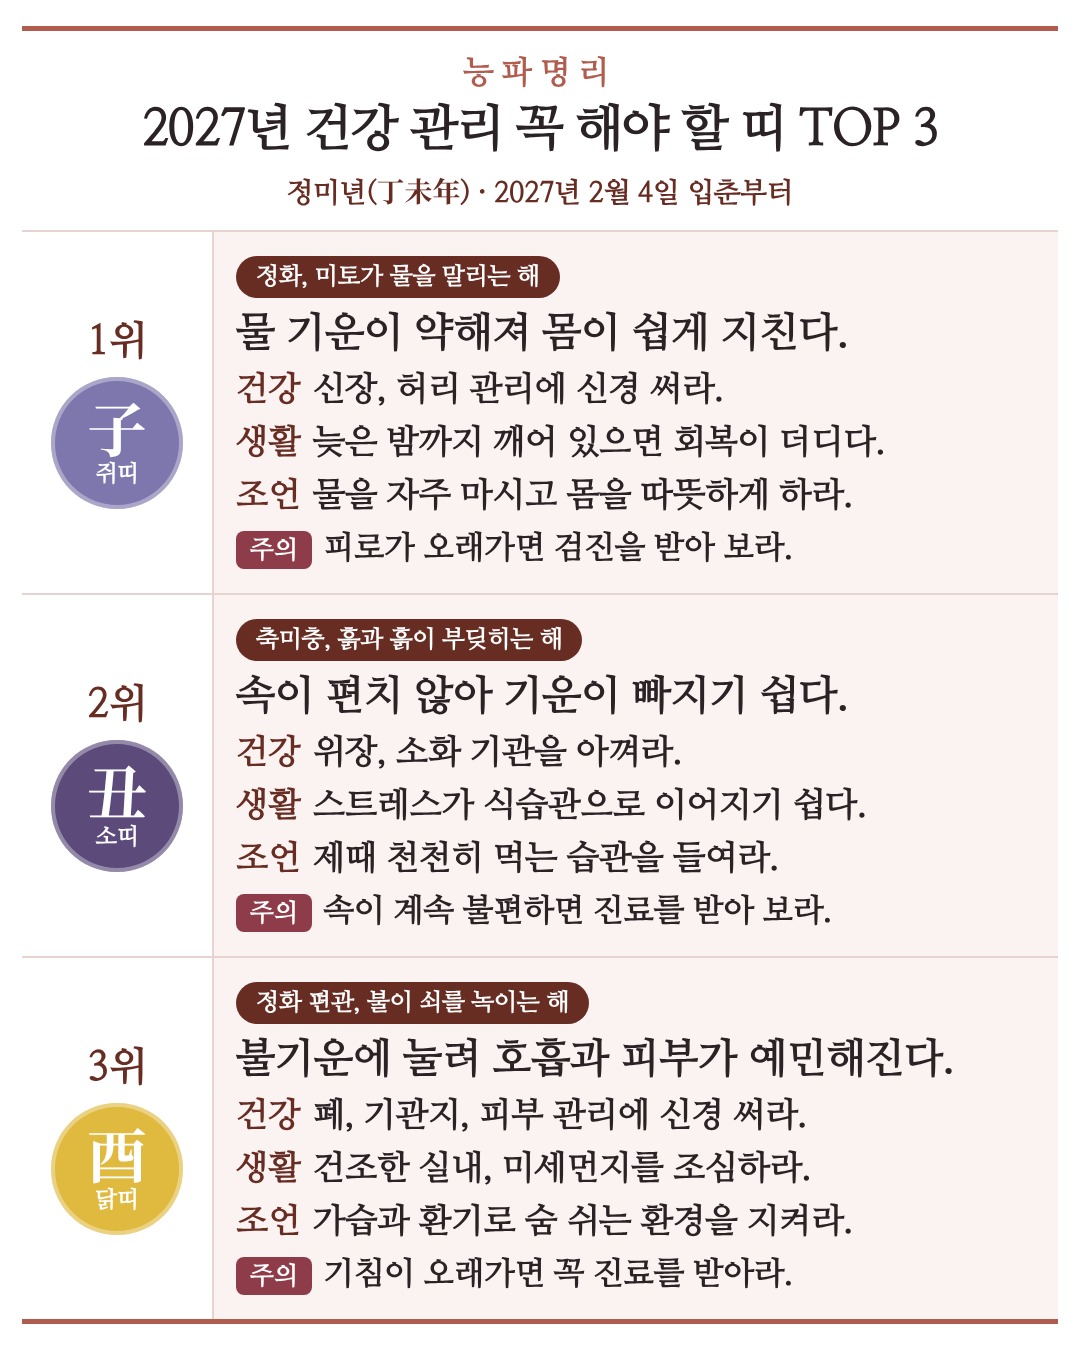 능파명리
2027년 건강 관리 꼭 해야 할 띠 TOP 3
정미년(丁未年) · 2027년 2월 4일 입춘부터
1위
子
쥐띠
정화, 미토가 물을 말리는 해
물 기운이 약해져 몸이 쉽게 지친다.
건강 신장, 허리 관리에 신경 써라.
생활 늦은 밤까지 깨어 있으면 회복이 더디다.
조언 물을 자주 마시고 몸을 따뜻하게 하라.
주의 피로가 오래가면 검진을 받아 보라.
2위
丑
소띠
축미충, 흙과 흙이 부딪히는 해
속이 편치 않아 기운이 빠지기 쉽다.
건강 위장, 소화 기관을 아껴라.
생활 스트레스가 식습관으로 이어지기 쉽다.
조언 제때 천천히 먹는 습관을 들여라.
주의 속이 계속 불편하면 진료를 받아 보라.
3위
酉
닭띠
정화 편관, 불이 쇠를 녹이는 해
불기운에 눌려 호흡과 피부가 예민해진다.
건강 폐, 기관지, 피부 관리에 신경 써라.
생활 건조한 실내, 미세먼지를 조심하라.
조언 가습과 환기로 숨 쉬는 환경을 지켜라.
주의 기침이 오래가면 꼭 진료를 받아라.